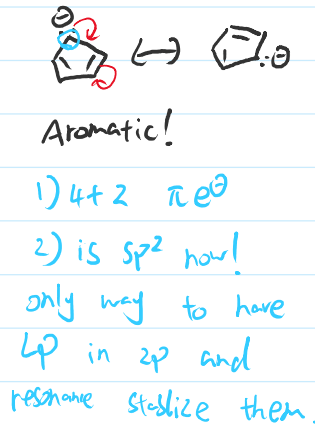 Aromatic!
1) 4+2 πe⊖
2) is sp² now!
only way to have
LP in 2p and
resonance stablize them.